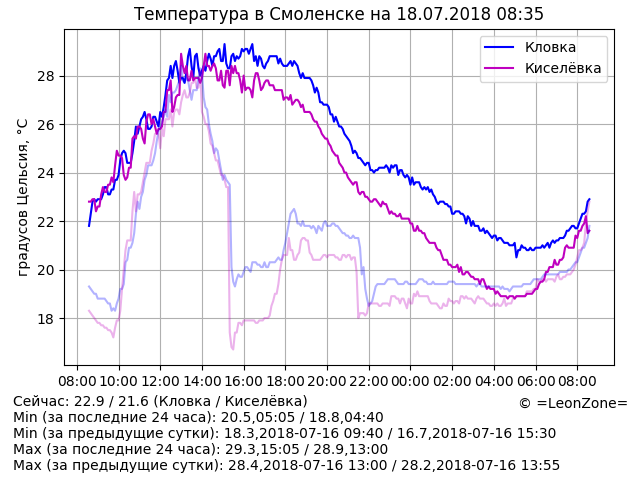 Температура в Смоленске на 18.07.2018 08:35
Кловка
Киселёвка
градусов Цельсия, °C
28
26
24
22
20
18
08:00 10:00 12:00 14:00 16:00 18:00 20:00 22:00 00:00 02:00 04:00 06:00 08:00
Сейчас: 22.9 / 21.6 (Кловка / Киселёвка)
© =LeonZone=
Min (за последние 24 часа): 20.5,05:05 / 18.8,04:40
Min (за предыдущие сутки): 18.3,2018-07-16 09:40 / 16.7,2018-07-16 15:30
Max (за последние 24 часа): 29.3,15:05 / 28.9,13:00
Max (за предыдущие сутки): 28.4,2018-07-16 13:00 / 28.2,2018-07-16 13:55